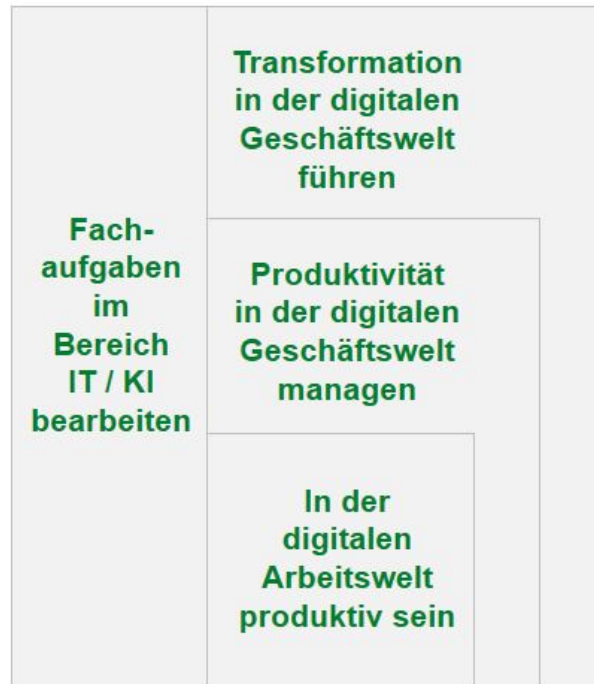 Fach-
aufgaben
im
Bereich
IT / KI
bearbeiten
Transformation
in der digitalen
Geschäftswelt
führen
Produktivität
in der digitalen
Geschäftswelt
managen
In der
digitalen
Arbeitswelt
produktiv sein